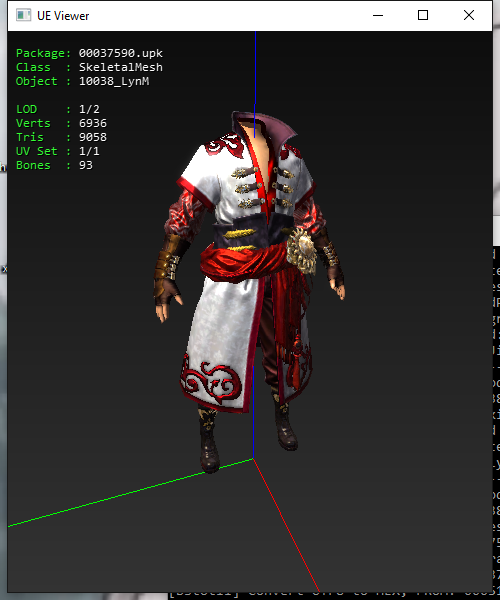 UE Viewer
Package: 00037590.upk
Class : SkeletalMesh
Object : 10038_LynM
LOD : 1/2
Verts : 6936
Tris : 9058
UV Set : 1/1
Bones : 93